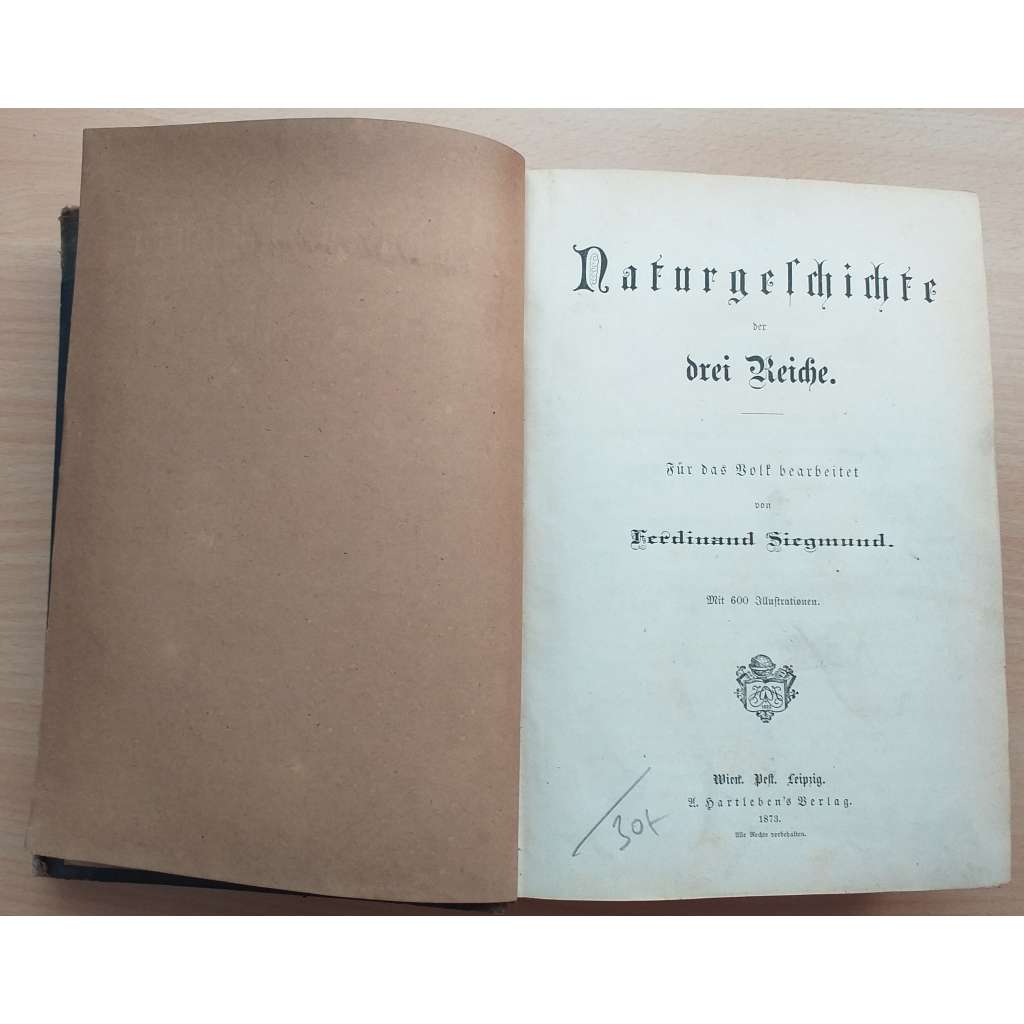 Naturgeſchichte
der
drei Reiche.
Für das Volk bearbeitet
von
Ferdinand Siegmund.
Mit 600 Illuſtrationen.
Wien. Peſt. Leipzig.
A. Hartleben's Verlag.
1873.
Alle Rechte vorbehalten.